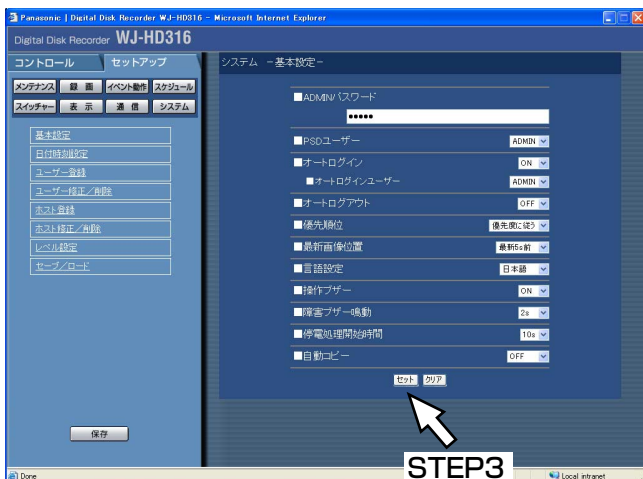 Panasonic | Digital Disk Recorder WJ-HD316 - Microsoft Internet Explorer
Digital Disk Recorder WJ-HD316
コントロール セットアップ
システム －基本設定－
メンテナンス 録 画 イベント動作 スケジュール
スイッチャー 表 示 通 信 システム
基本設定
日付時刻設定
ユーザー登録
ユーザー修正／削除
ホスト登録
ホスト修正／削除
レベル設定
セーブ／ロード
保存
■ADMINパスワード
●●●●●
■PSDユーザー ADMIN
■オートログイン ON
■オートログインユーザー ADMIN
■オートログアウト OFF
■優先順位 優先度に従う
■最新画像位置 最新5s前
■言語設定 日本語
■操作ブザー ON
■障害ブザー鳴動 2s
■停電処理開始時間 10s
■自動コピー OFF
セット クリア
STEP3
Done Local intranet